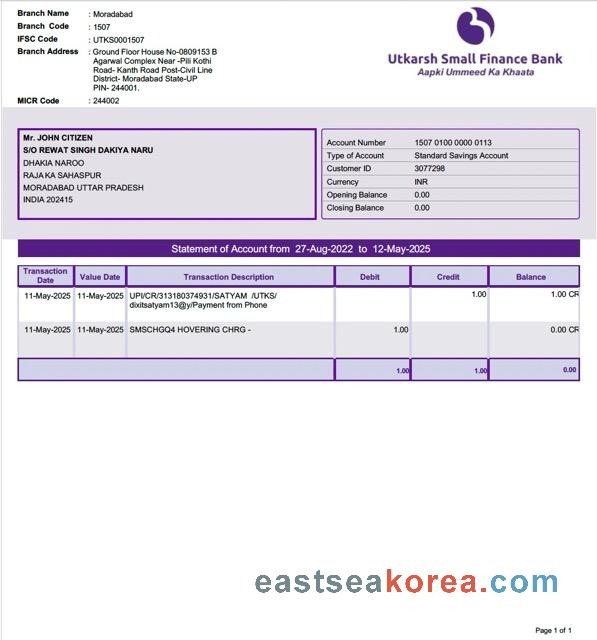 Branch Name : Moradabad
Branch Code : 1507
IFSC Code : UTKS0001507
Branch Address : Ground Floor House No-0809153 B
Agarwal Complex Near -Pili Kothi
Road- Kanth Road Post-Civil Line
District- Moradabad State-UP
PIN- 244001.
MICR Code : 244002
Utkarsh Small Finance Bank
Aapki Ummeed Ka Khaata
Mr. JOHN CITIZEN
S/O REWAT SINGH DAKIYA NARU
DHAKIA NAROO
RAJA KA SAHASPUR
MORADABAD UTTAR PRADESH
INDIA 202415
Account Number 1507 0100 0000 0113
Type of Account Standard Savings Account
Customer ID 3077298
Currency INR
Opening Balance 0.00
Closing Balance 0.00
Statement of Account from 27-Aug-2022 to 12-May-2025
Transaction Date Value Date Transaction Description Debit Credit Balance
11-May-2025 11-May-2025 UPI/CR/313180374931/SATYAM /UTKS/ 1.00 1.00 CR
dixitsatyam13@y/Payment from Phone
11-May-2025 11-May-2025 SMSCHGQ4 HOVERING CHRG - 1.00 0.00 CR
1.00 1.00 0.00
eastseakorea.com
Page 1 of 1